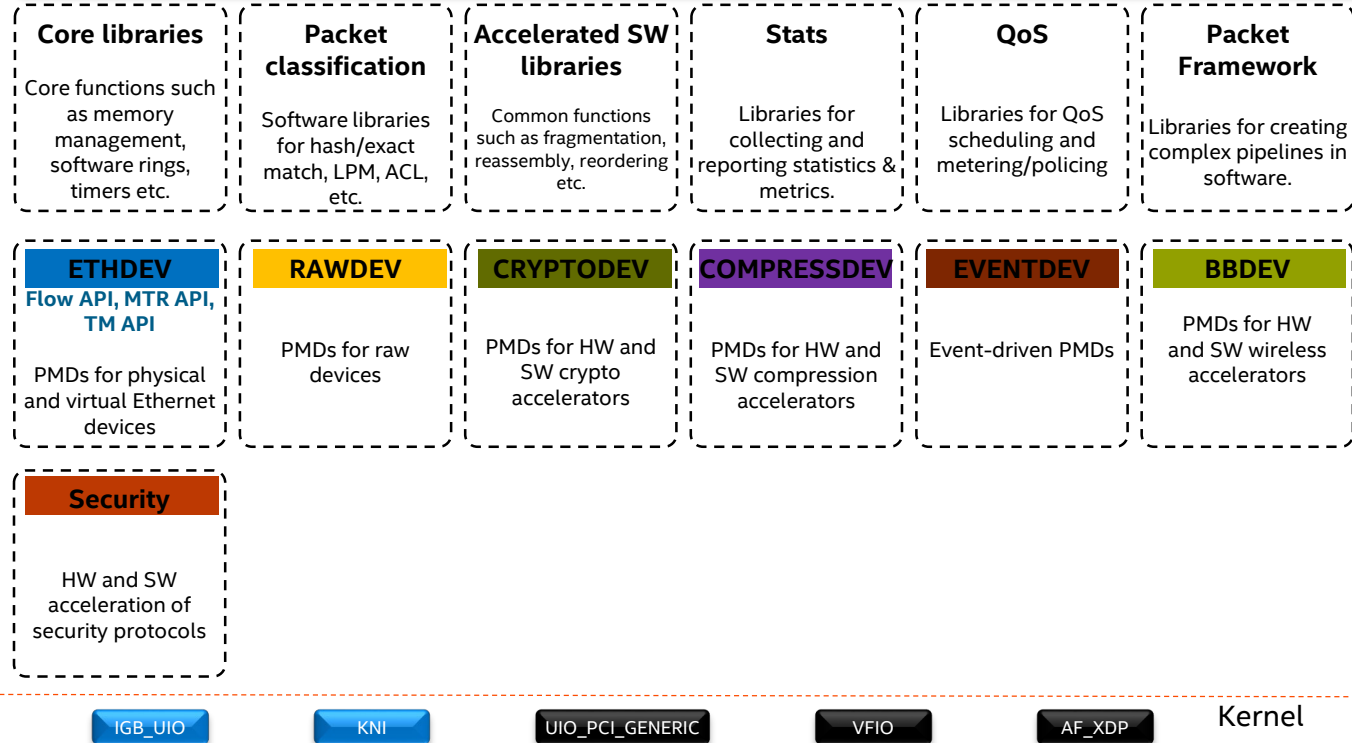 Core libraries
Core functions such
as memory
management,
software rings,
timers etc.
Packet
classification
Software libraries
for hash/exact
match, LPM, ACL,
etc.
Accelerated SW
libraries
Common functions
such as fragmentation,
reassembly, reordering
etc.
Stats
Libraries for
collecting and
reporting statistics &
metrics.
QoS
Libraries for QoS
scheduling and
metering/policing
Packet
Framework
Libraries for creating
complex pipelines in
software.
ETHDEV
Flow API, MTR API,
TM API
PMDs for physical
and virtual Ethernet
devices
RAWDEV
PMDs for raw
devices
CRYPTODEV
PMDs for HW and
SW crypto
accelerators
COMPRESSDEV
PMDs for HW and
SW compression
accelerators
EVENTDEV
Event-driven PMDs
BBDEV
PMDs for HW
and SW wireless
accelerators
Security
HW and SW
acceleration of
security protocols
Kernel
IGB_UIO
KNI
UIO_PCI_GENERIC
VFIO
AF_XDP